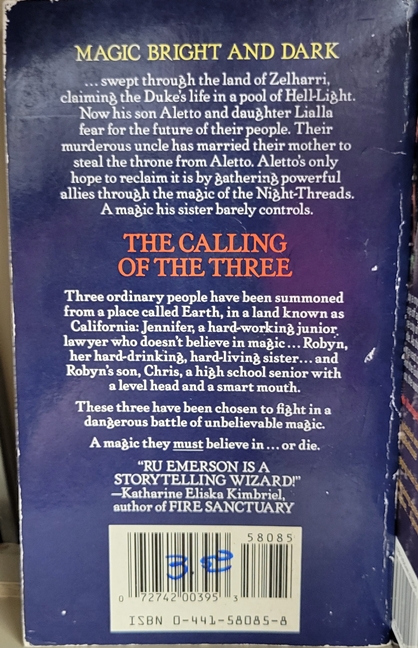 MAGIC BRIGHT AND DARK
...swept through the land of Zelharri,
claiming the Duke's life in a pool of Hell-Light.
Now his son Aletto and daughter Lialla
fear for the future of their people. Their
murderous uncle has married their mother to
steal the throne from Aletto. Aletto's only
hope to reclaim it is by gathering powerful
allies through the magic of the Night-Threads.
A magic his sister barely controls.
THE CALLING
OF THE THREE
Three ordinary people have been summoned
from a place called Earth, in a land known as
California: Jennifer, a hard-working junior
lawyer who doesn't believe in magic... Robyn,
her hard-drinking, hard-living sister... and
Robyn's son, Chris, a high school senior with
a level head and a smart mouth.
These three have been chosen to fight in a
dangerous battle of unbelievable magic.
A magic they must believe in...or die.
"RU EMERSON IS A
STORYTELLING WIZARD!"
—Katharine Eliska Kimbriel,
author of FIRE SANCTUARY
58085
0 72742 00395 3
ISBN 0-441-58085-8